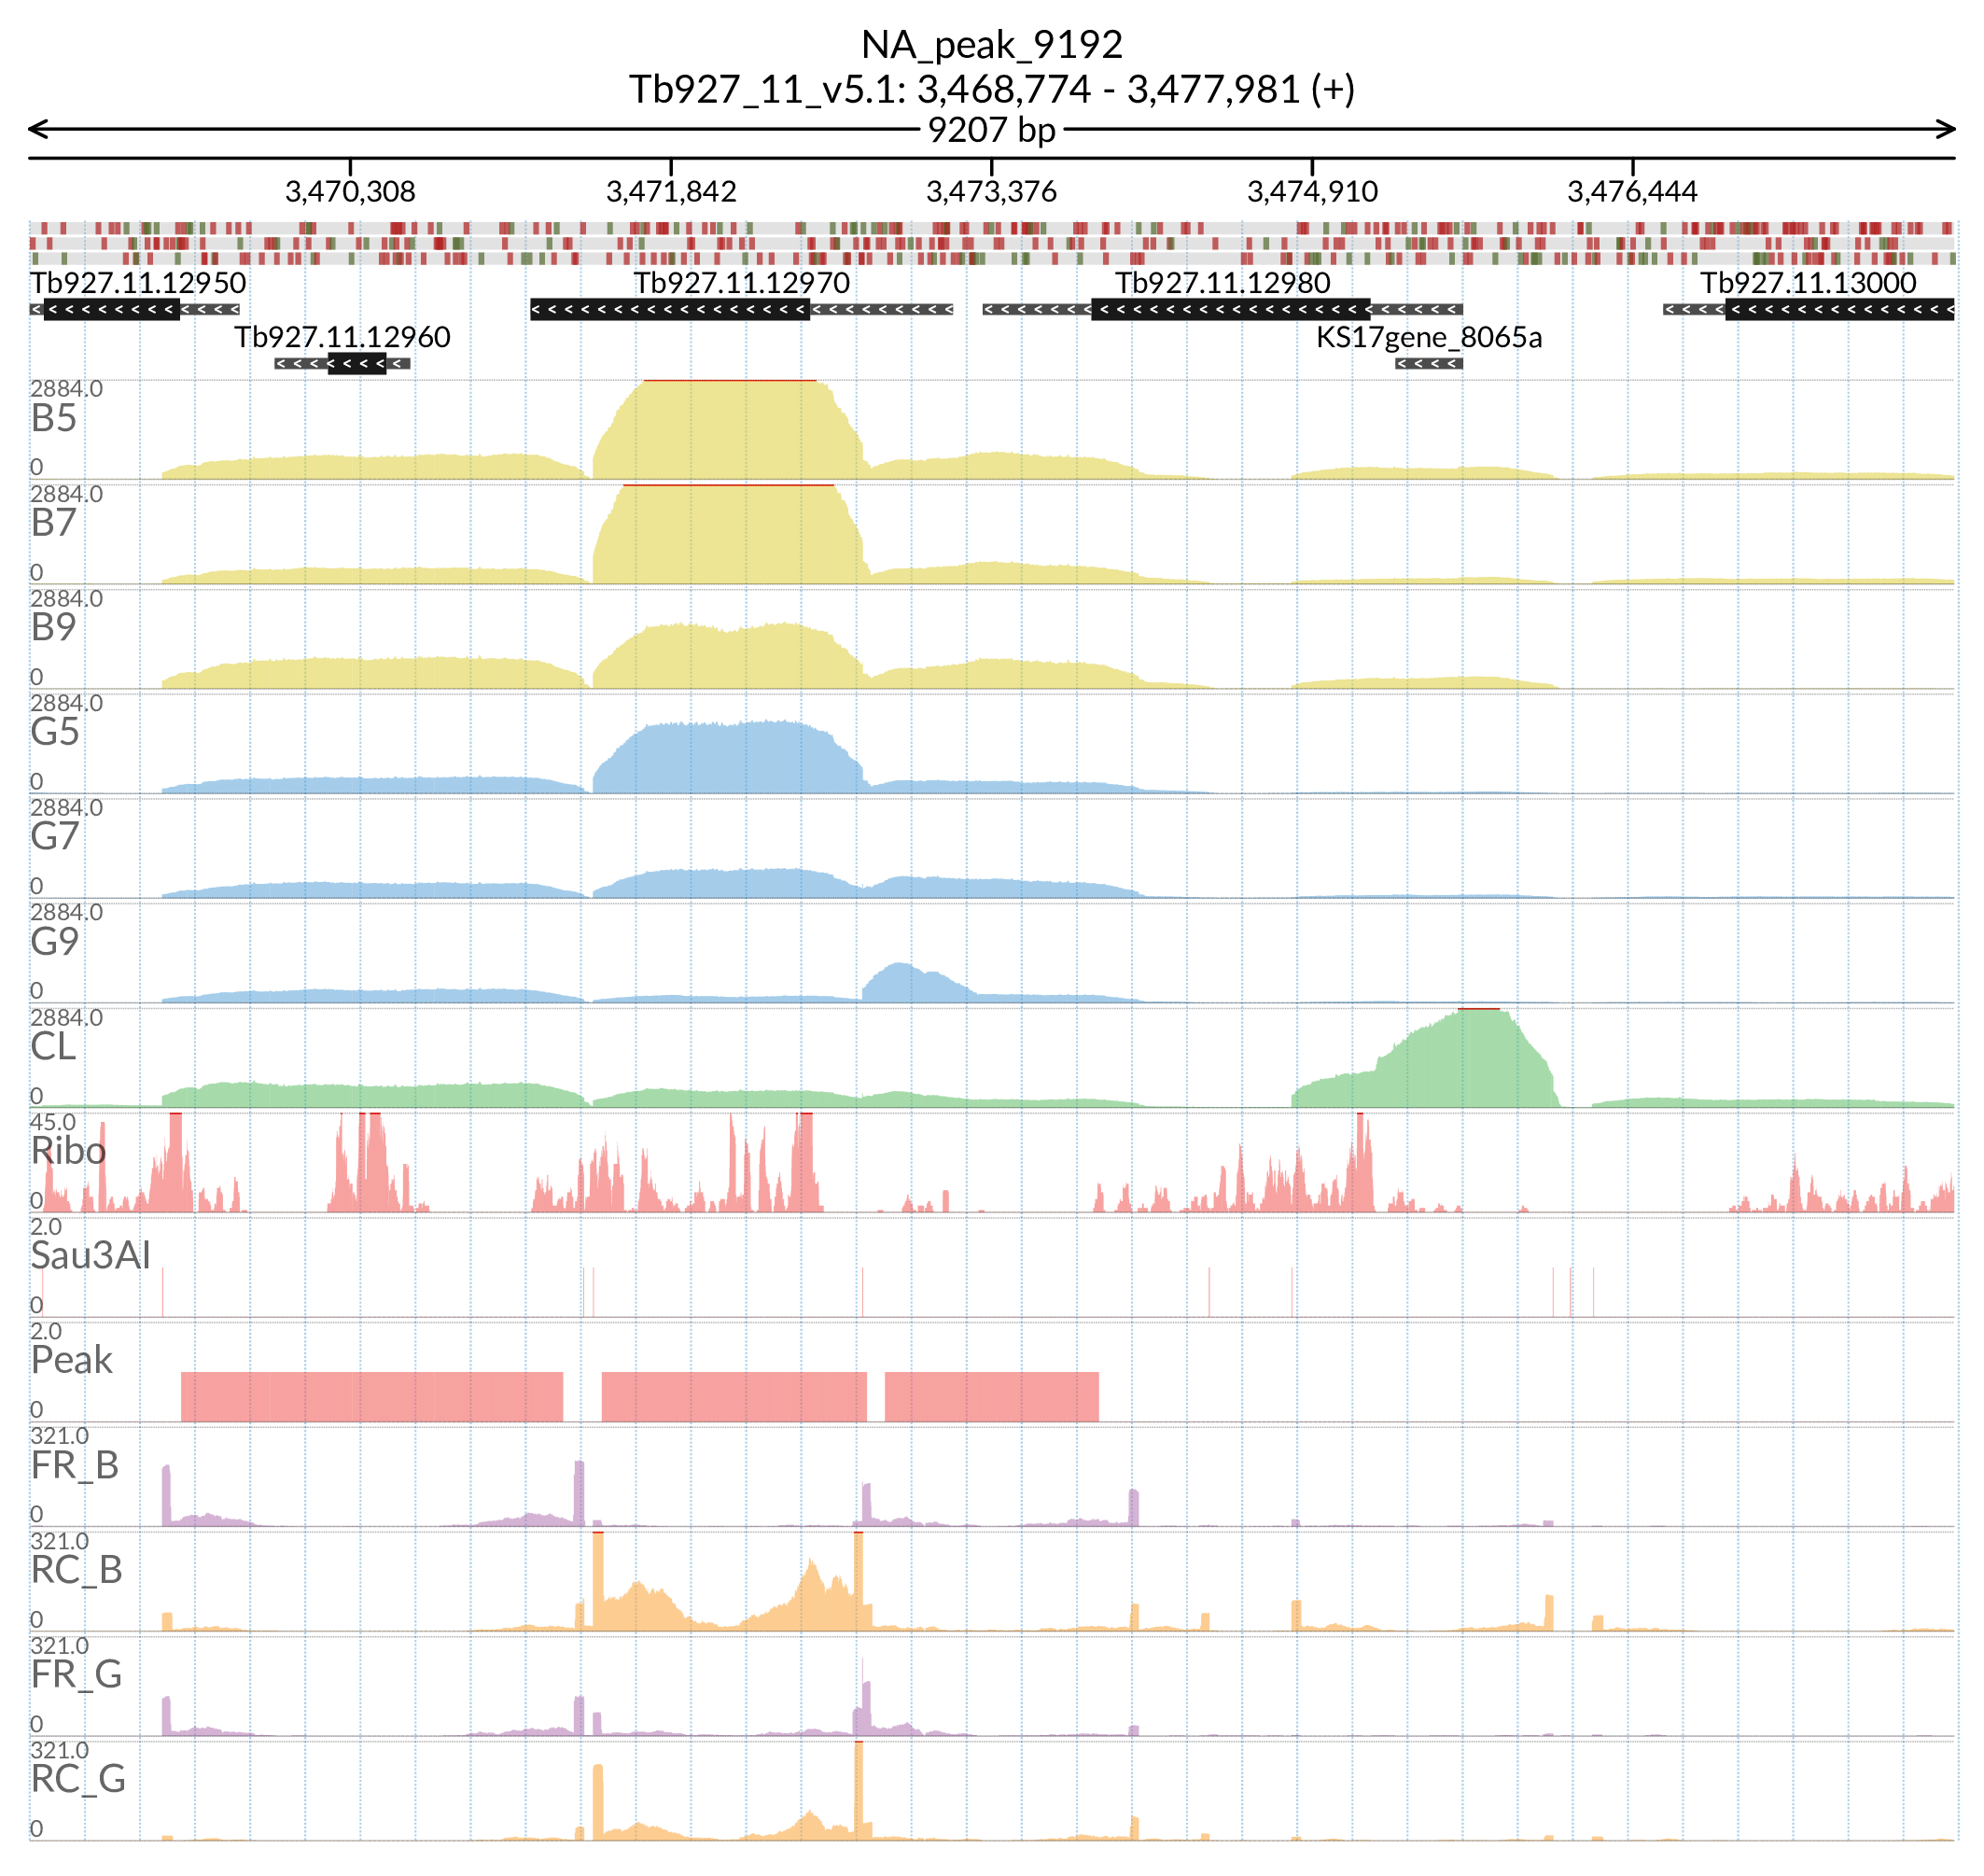 NA_peak_9192
Tb927_11_v5.1: 3,468,774 - 3,477,981 (+)
9207 bp
3,470,308 3,471,842 3,473,376 3,474,910 3,476,444
Tb927.11.12950 Tb927.11.12970 Tb927.11.12980 Tb927.11.13000
Tb927.11.12960 KS17gene_8065a
2884.0
B5
0
2884.0
B7
0
2884.0
B9
0
2884.0
G5
0
2884.0
G7
0
2884.0
G9
0
2884.0
CL
0
45.0
Ribo
0
2.0
Sau3AI
0
2.0
Peak
0
321.0
FR_B
0
321.0
RC_B
0
321.0
FR_G
0
321.0
RC_G
0